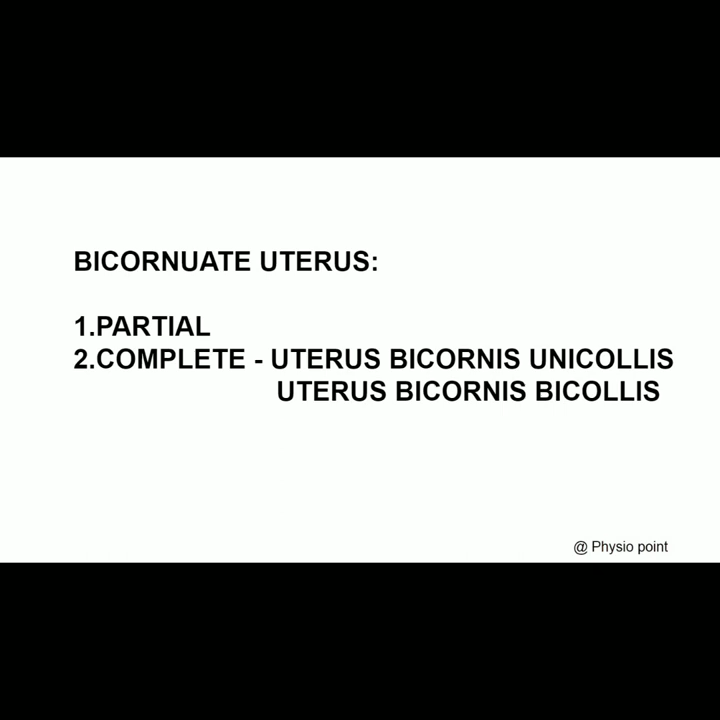 BICORNUATE UTERUS:
1.PARTIAL
2.COMPLETE - UTERUS BICORNIS UNICOLLIS
UTERUS BICORNIS BICOLLIS
@ Physio point